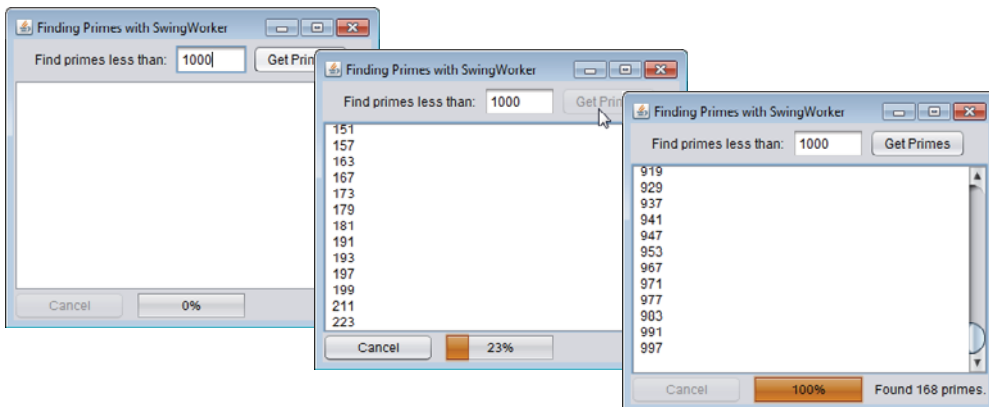 Finding Primes with SwingWorker
Find primes less than: 1000 Get Prin
Cancel 0%
Finding Primes with SwingWorker
Find primes less than: 1000 Get Prin
151
157
163
167
173
179
181
191
193
197
199
211
223
Cancel 23%
Finding Primes with SwingWorker
Find primes less than: 1000 Get Primes
919
929
937
941
947
953
967
971
977
983
991
997
Cancel 100% Found 168 primes.